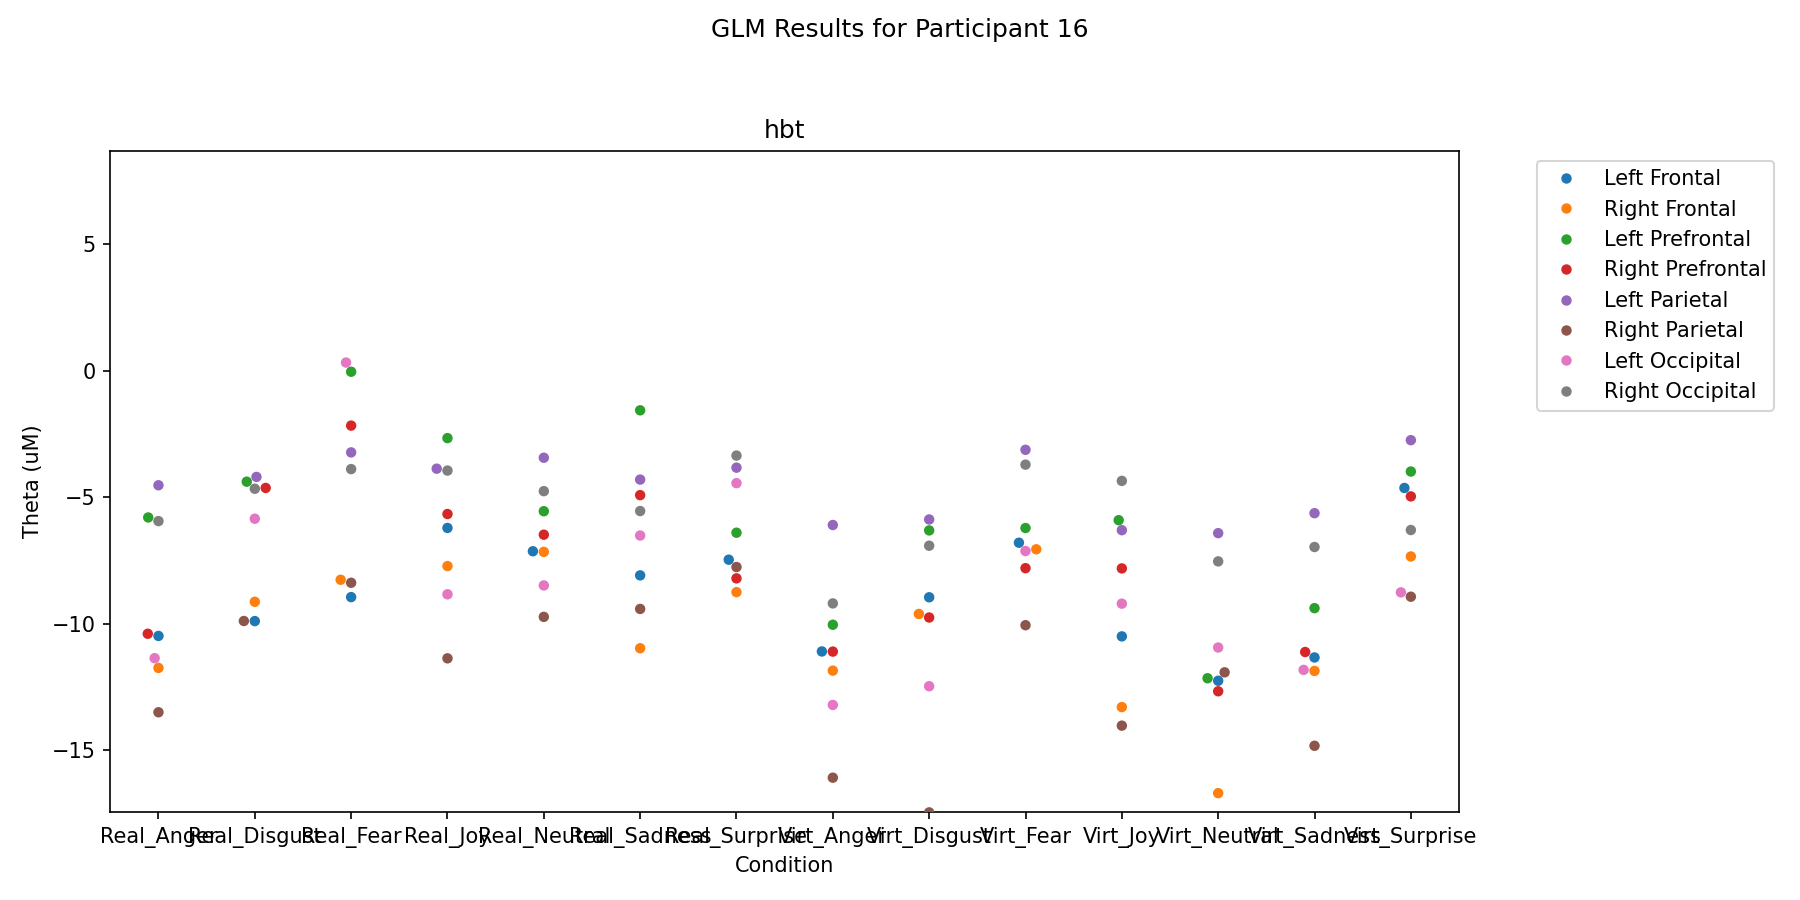 GLM Results for Participant 16
hbt
Left Frontal
Right Frontal
Left Prefrontal
Right Prefrontal
Left Parietal
Right Parietal
Left Occipital
Right Occipital
Theta (uM)
5
0
−5
−10
−15
Real_Anger Real_Disgust Real_Fear Real_Joy Real_Neutral Real_Sadness Real_Surprise Virt_Anger Virt_Disgust Virt_Fear Virt_Joy Virt_Neutral Virt_Sadness Virt_Surprise
Condition